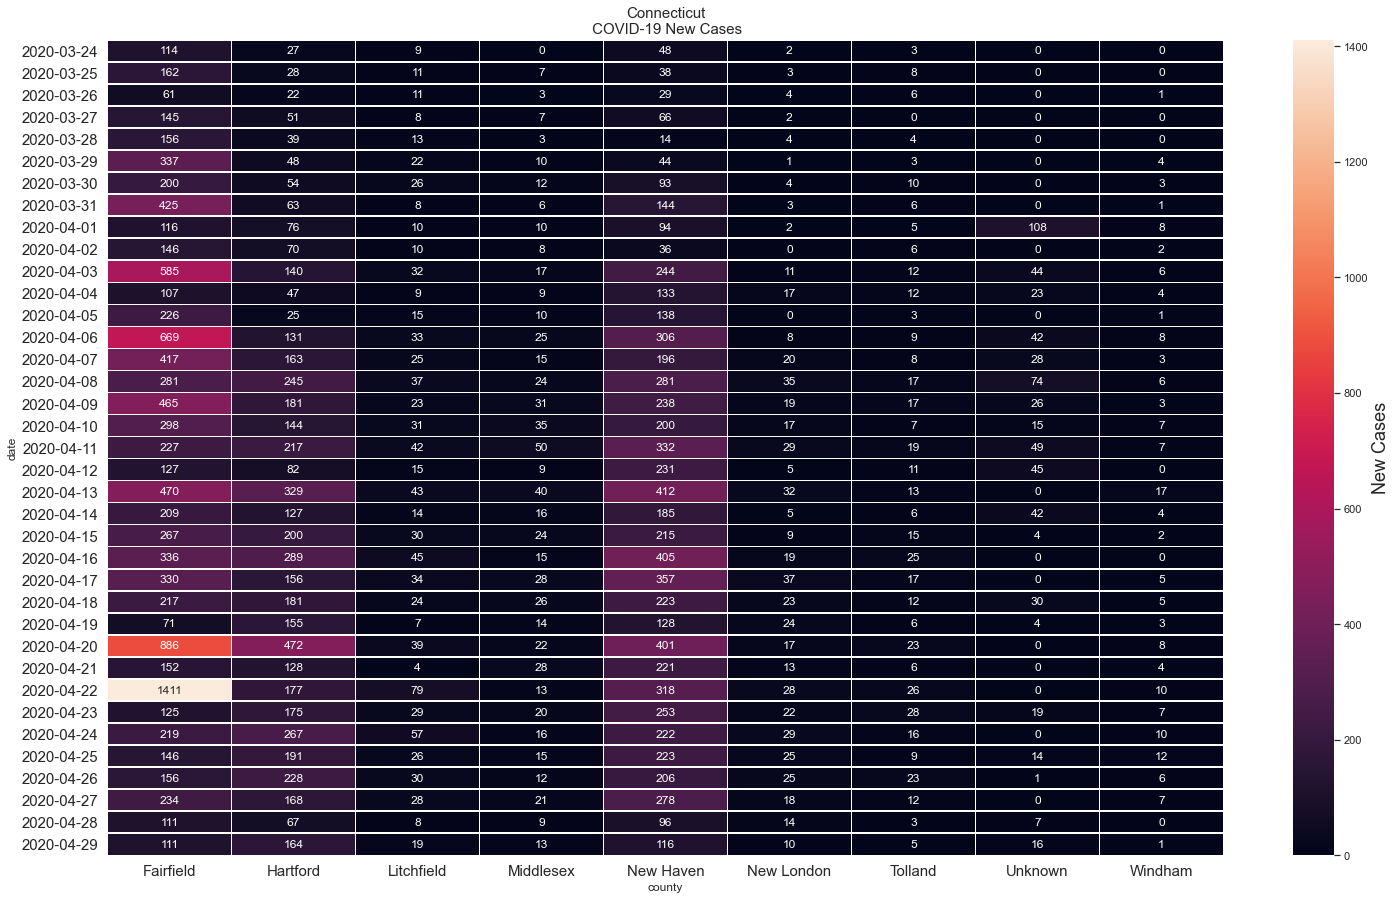 Connecticut
COVID-19 New Cases
2020-03-24 114 27 9 0 48 2 3 0 0
2020-03-25 162 28 11 7 38 3 8 0 0
2020-03-26 61 22 11 3 29 4 6 0 1
2020-03-27 145 51 8 7 66 2 0 0 0
2020-03-28 156 39 13 3 14 4 4 0 0
2020-03-29 337 48 22 10 44 1 3 0 4
2020-03-30 200 54 26 12 93 4 10 0 3
2020-03-31 425 63 8 6 144 3 6 0 1
2020-04-01 116 76 10 10 94 2 5 108 8
2020-04-02 146 70 10 8 36 0 6 0 2
2020-04-03 585 140 32 17 244 11 12 44 6
2020-04-04 107 47 9 9 133 17 12 23 4
2020-04-05 226 25 15 10 138 0 3 0 1
2020-04-06 669 131 33 25 306 8 9 42 8
2020-04-07 417 163 25 15 196 20 8 28 3
2020-04-08 281 245 37 24 281 35 17 74 6
2020-04-09 465 181 23 31 238 19 17 26 3
2020-04-10 298 144 31 35 200 17 7 15 7
2020-04-11 227 217 42 50 332 29 19 49 7
2020-04-12 127 82 15 9 231 5 11 45 0
2020-04-13 470 329 43 40 412 32 13 0 17
2020-04-14 209 127 14 16 185 5 6 42 4
2020-04-15 267 200 30 24 215 9 15 4 2
2020-04-16 336 289 45 15 405 19 25 0 0
2020-04-17 330 156 34 28 357 37 17 0 5
2020-04-18 217 181 24 26 223 23 12 30 5
2020-04-19 71 155 7 14 128 24 6 4 3
2020-04-20 886 472 39 22 401 17 23 0 8
2020-04-21 152 128 4 28 221 13 6 0 4
2020-04-22 1411 177 79 13 318 28 26 0 10
2020-04-23 125 175 29 20 253 22 28 19 7
2020-04-24 219 267 57 16 222 29 16 0 10
2020-04-25 146 191 26 15 223 25 9 14 12
2020-04-26 156 228 30 12 206 25 23 1 6
2020-04-27 234 168 28 21 278 18 12 0 7
2020-04-28 111 67 8 9 96 14 3 7 0
2020-04-29 111 164 19 13 116 10 5 16 1
Fairfield Hartford Litchfield Middlesex New Haven New London Tolland Unknown Windham
county
date
1400
1200
1000
800
600
400
200
0
New Cases